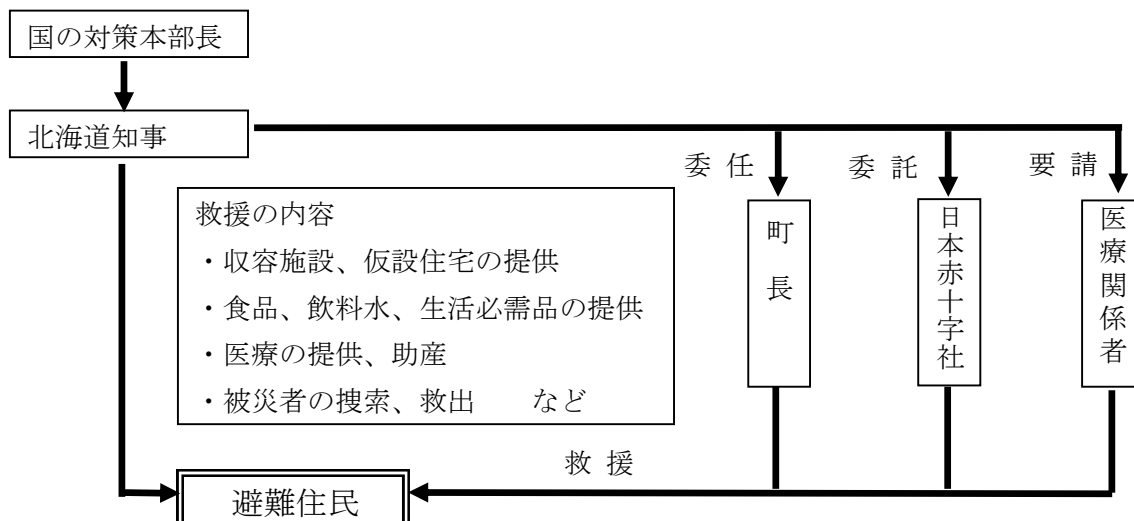 国の対策本部長
北海道知事
委任
委託
要請
救援の内容
・収容施設、仮設住宅の提供
・食品、飲料水、生活必需品の提供
・医療の提供、助産
・被災者の捜索、救出　　など
町長
日本赤十字社
医療関係者
救援
避難住民